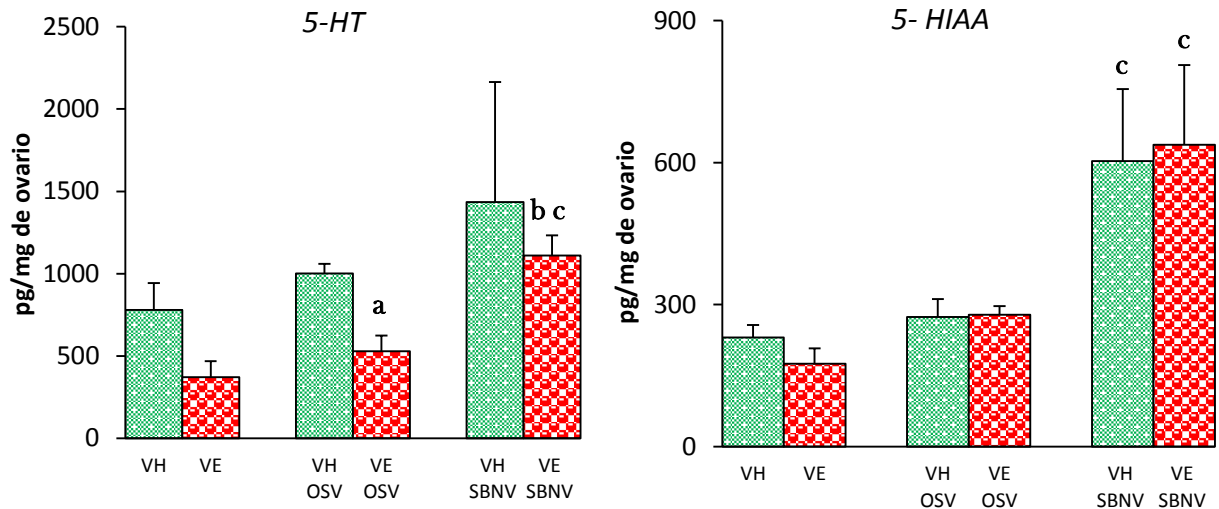 5-HT
pg/mg de ovario
2500
2000
1500
1000
500
0
a
b c
VH VE VH VE VH VE
OSV OSV SBNV SBNV
5- HIAA
pg/mg de ovario
900
600
300
0
c
c
VH VE VH VE VH VE
OSV OSV SBNV SBNV